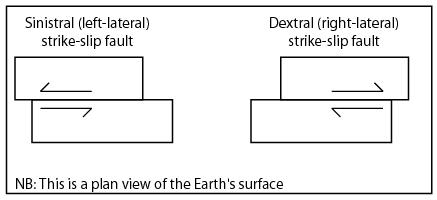 Sinistral (left-lateral)
strike-slip fault
Dextral (right-lateral)
strike-slip fault
NB: This is a plan view of the Earth's surface